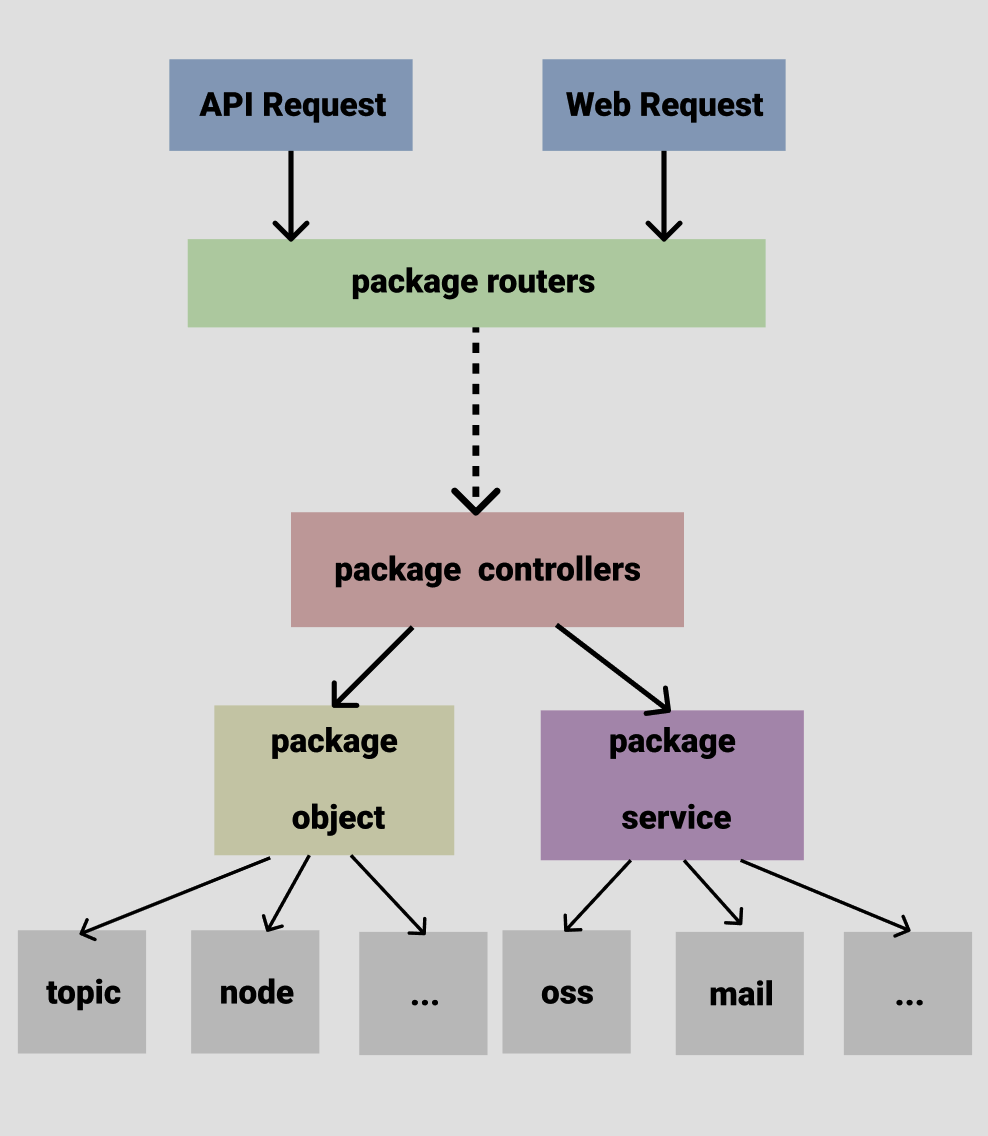 API Request
Web Request
package routers
package  controllers
package
object
package
service
topic
node
...
oss
mail
...